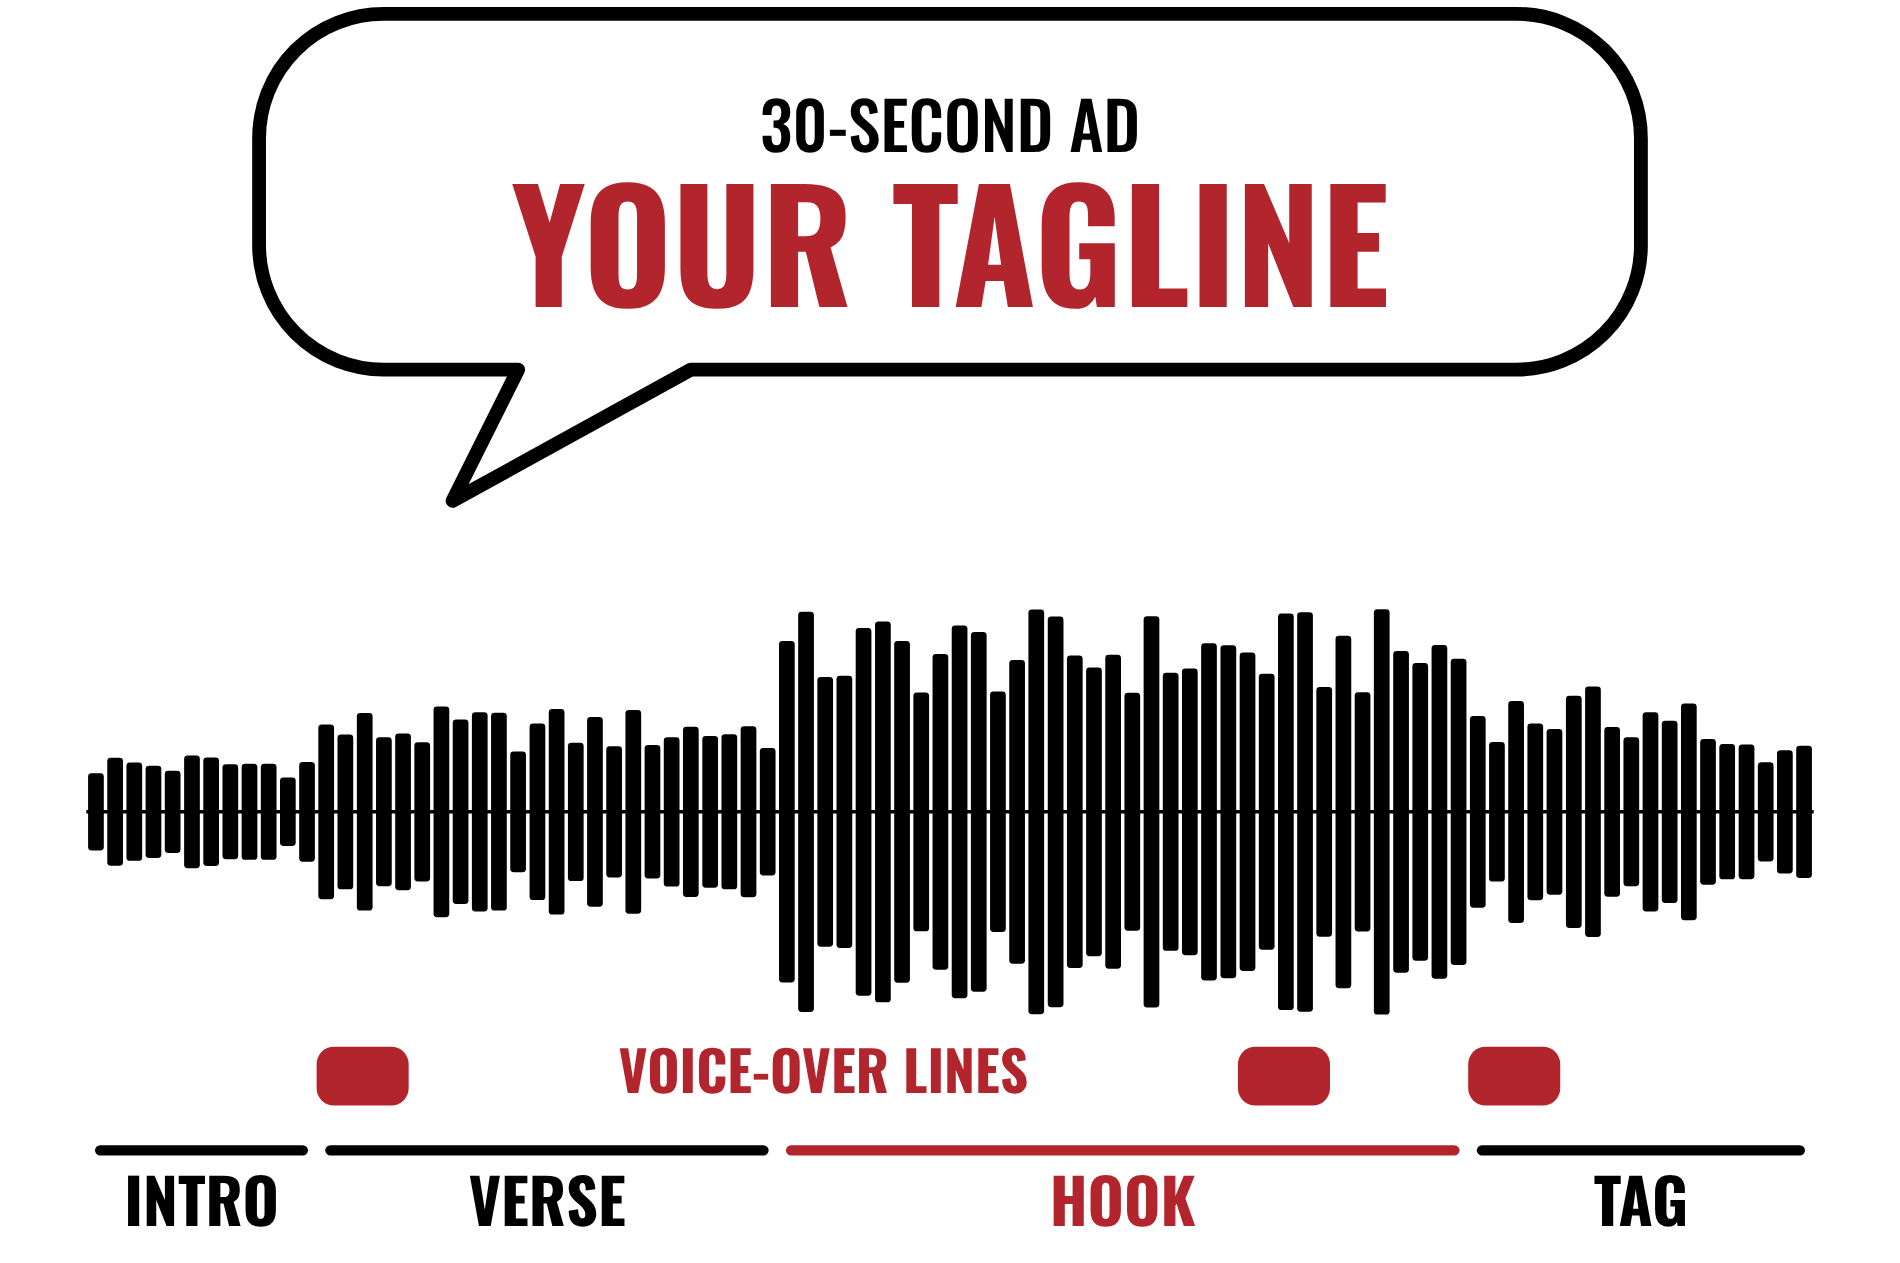 30-SECOND AD
YOUR TAGLINE
VOICE-OVER LINES
INTRO
VERSE
HOOK
TAG